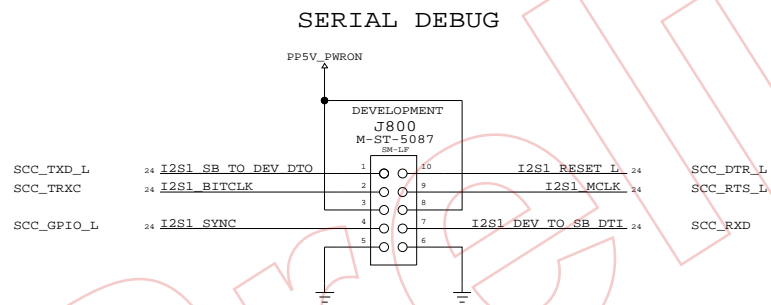 SERIAL DEBUG
PP5V_PWRON
DEVELOPMENT
J800
M-ST-5087
SM-LF
SCC_TXD_L 24 I2S1_SB_TO_DEV_DTO 1 10 I2S1_RESET_L 24 SCC_DTR_L
SCC_TRXC 24 I2S1_BITCLK 2 9 I2S1_MCLK 24 SCC_RTS_L
3 8
SCC_GPIO_L 24 I2S1_SYNC 4 7 I2S1_DEV_TO_SB_DTI 24 SCC_RXD
5 6